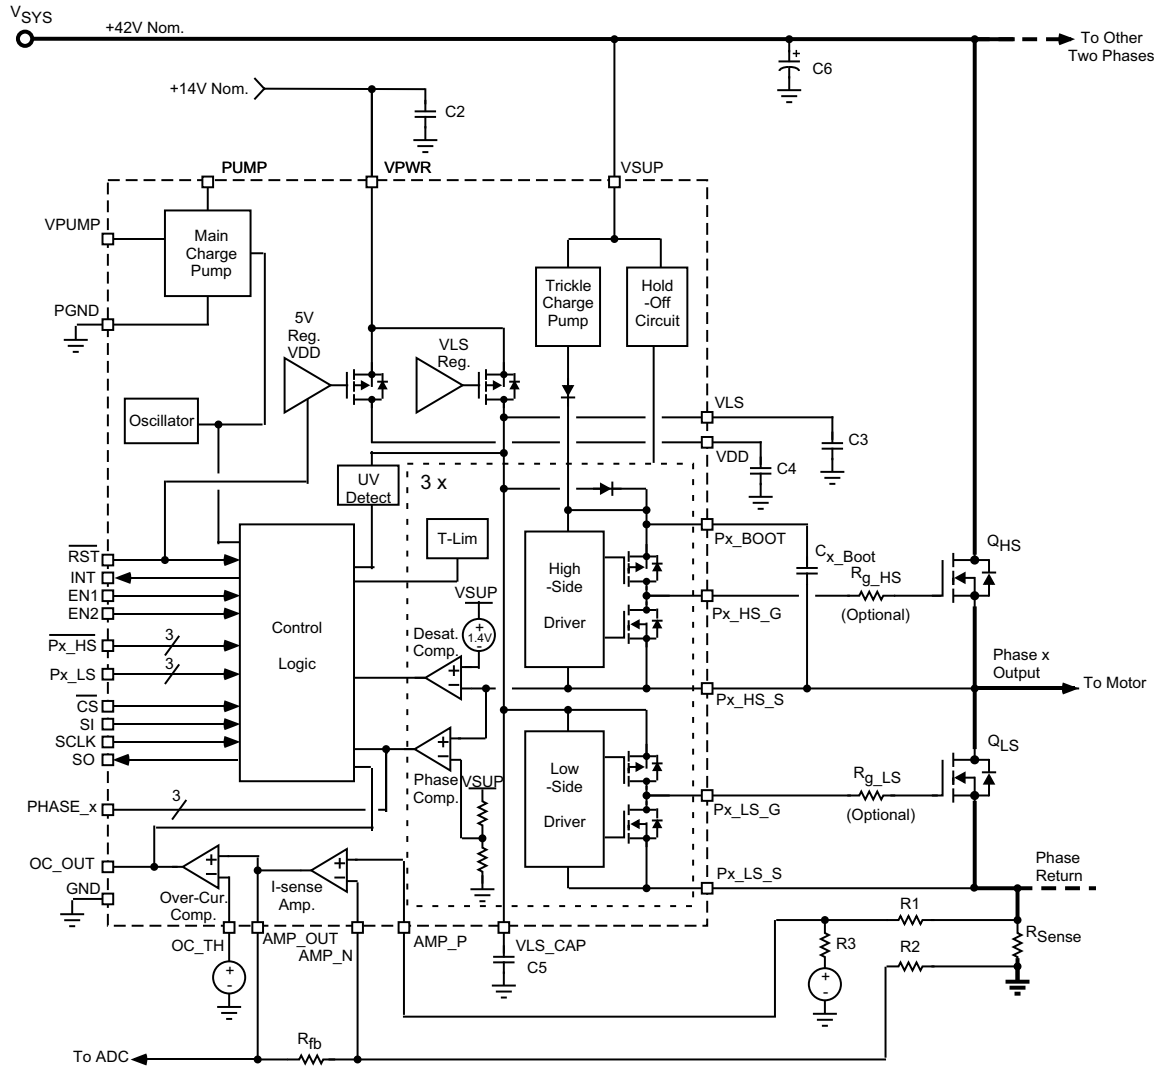 VSYS
+42V Nom.
To Other
Two Phases
C6
+14V Nom.
C2
PUMP
VPWR
VSUP
VPUMP
Main
Charge
Pump
PGND
5V
Reg.
VDD
VLS
Reg.
Trickle
Charge
Pump
Hold
-Off
Circuit
Oscillator
VLS
C3
VDD
C4
UV
Detect
3 x
T-Lim
Px_BOOT
Cx_Boot
QHS
RST
INT
EN1
EN2
Px_HS
3
Px_LS
3
CS
SI
SCLK
SO
PHASE_x
3
OC_OUT
GND
Control
Logic
VSUP
+
1.4V
-
Desat.
Comp.
+
−
High
-Side
Driver
Rg_HS
(Optional)
Px_HS_G
Phase x
Output
To Motor
Px_HS_S
+
−
Phase
Comp.
VSUP
Low
-Side
Driver
QLS
Rg_LS
(Optional)
Px_LS_G
Px_LS_S
Phase
Return
+
−
Over-Cur.
Comp.
+
−
I-sense
Amp.
OC_TH
AMP_OUT
AMP_N
AMP_P
VLS_CAP
C5
+
-
R1
R2
R3
RSense
+
-
Rfb
To ADC